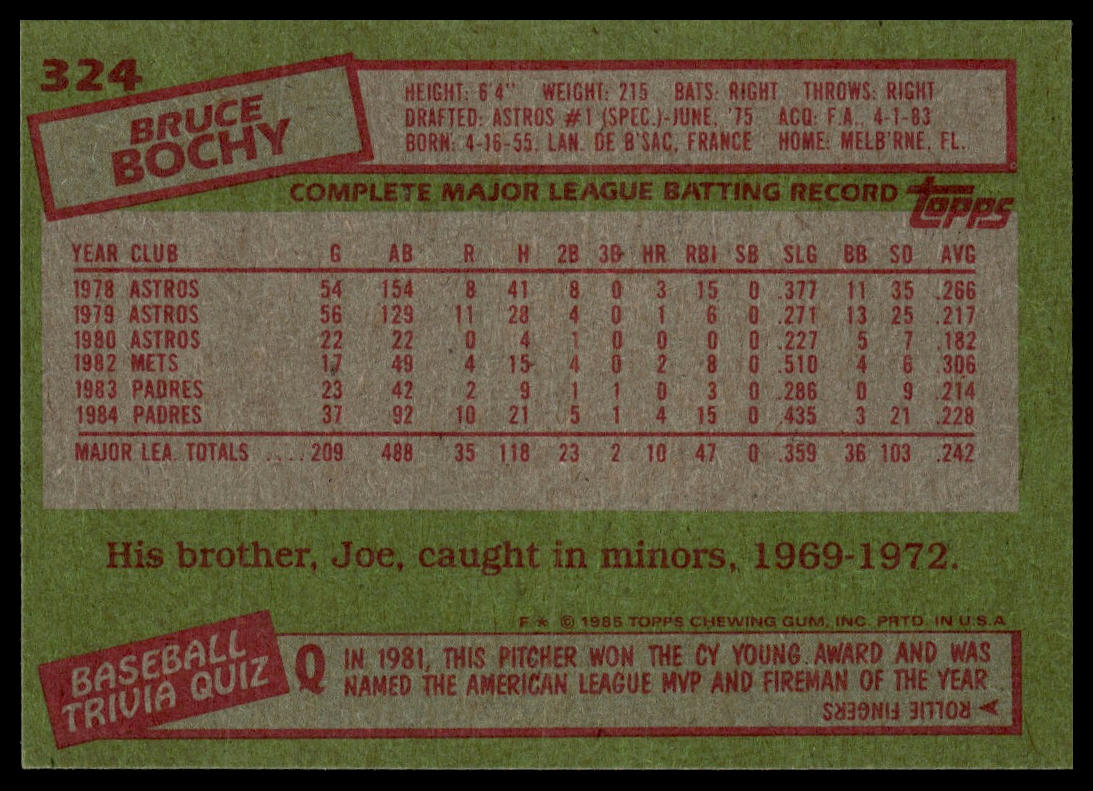 324
BRUCE
BOCHY
HEIGHT: 6'4" WEIGHT: 215 BATS: RIGHT THROWS: RIGHT
DRAFTED: ASTROS #1 (SPEC.)-JUNE, '75 ACQ: F.A., 4-1-83
BORN: 4-16-55, LAN. DE B'SAC, FRANCE HOME: MELB'RNE, FL.
COMPLETE MAJOR LEAGUE BATTING RECORD topps
YEAR CLUB G AB R H 2B 3B HR RBI SB SLG BB SO AVG
1978 ASTROS 54 154 8 41 8 0 3 15 0 .377 11 35 .266
1979 ASTROS 56 129 11 28 4 0 1 6 0 .271 13 25 .217
1980 ASTROS 22 22 0 4 1 0 0 0 0 .227 5 7 .182
1982 METS 17 49 4 15 4 0 2 8 0 .510 4 6 .306
1983 PADRES 23 42 2 9 1 1 0 3 0 .286 0 9 .214
1984 PADRES 37 92 10 21 5 1 4 15 0 .435 3 21 .228
MAJOR LEA. TOTALS .... 209 488 35 118 23 2 10 47 0 .359 36 103 .242
His brother, Joe, caught in minors, 1969-1972.
F * © 1985 TOPPS CHEWING GUM, INC. PRTD. IN U.S.A.
BASEBALL
TRIVIA QUIZ
Q IN 1981, THIS PITCHER WON THE CY YOUNG AWARD AND WAS
NAMED THE AMERICAN LEAGUE MVP AND FIREMAN OF THE YEAR
A ROLLIE FINGERS